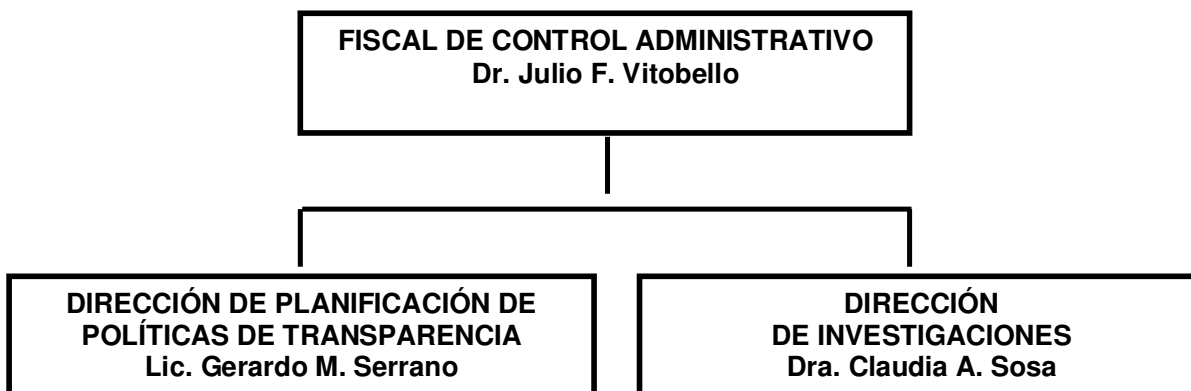 FISCAL DE CONTROL ADMINISTRATIVO
Dr. Julio F. Vitobello
DIRECCIÓN DE PLANIFICACIÓN DE
POLÍTICAS DE TRANSPARENCIA
Lic. Gerardo M. Serrano
DIRECCIÓN
DE INVESTIGACIONES
Dra. Claudia A. Sosa